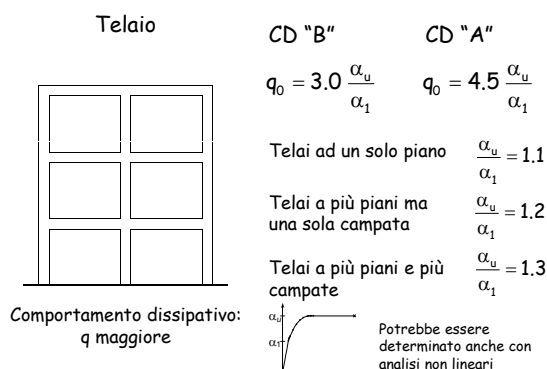 Telaio
CD "B"
CD "A"
q₀ = 3.0 αᵤ/α₁
q₀ = 4.5 αᵤ/α₁
Telai ad un solo piano αᵤ/α₁ = 1.1
Telai a più piani ma
una sola campata αᵤ/α₁ = 1.2
Telai a più piani e più
campate αᵤ/α₁ = 1.3
Comportamento dissipativo:
q maggiore
αᵤ
α₁
Potrebbe essere
determinato anche con
analisi non lineari